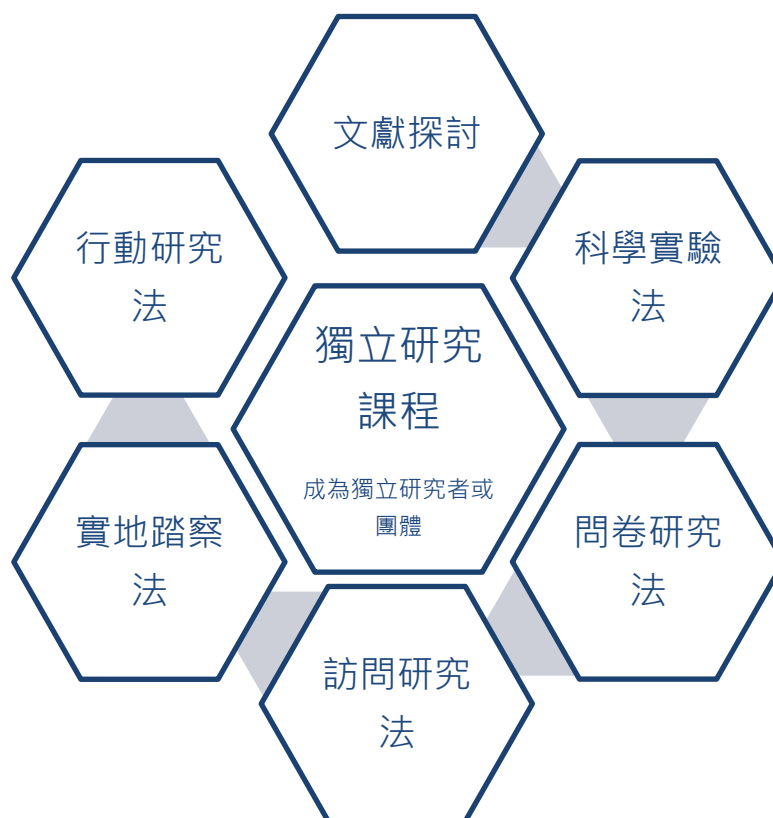 文獻探討
科學實驗
法
問卷研究
法
訪問研究
法
實地踏察
法
行動研究
法
獨立研究
課程
成為獨立研究者或
團體